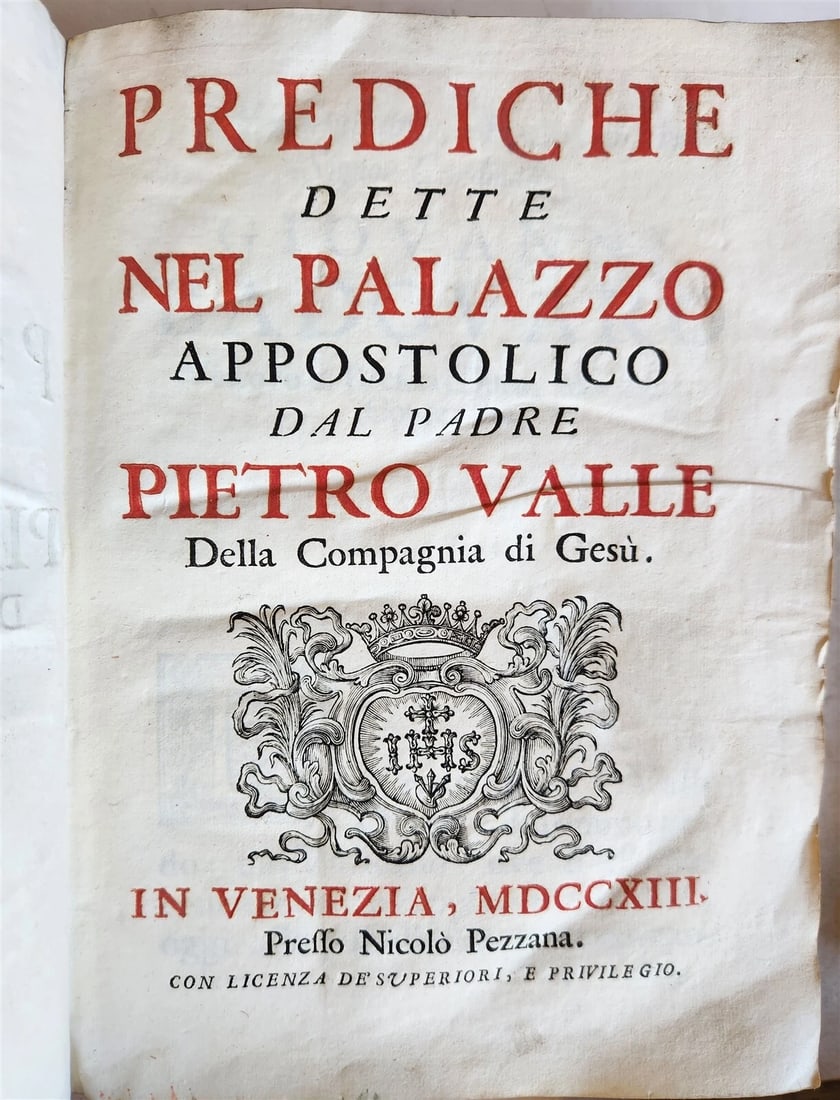 PREDICHE
DETTE
NEL PALAZZO
APPOSTOLICO
DAL PADRE
PIETRO VALLE
Della Compagnia di Gesù.
IHS
IN VENEZIA, MDCCXIII.
Preſſo Nicolò Pezzana.
CON LICENZA DE' SUPERIORI, E PRIVILEGIO.